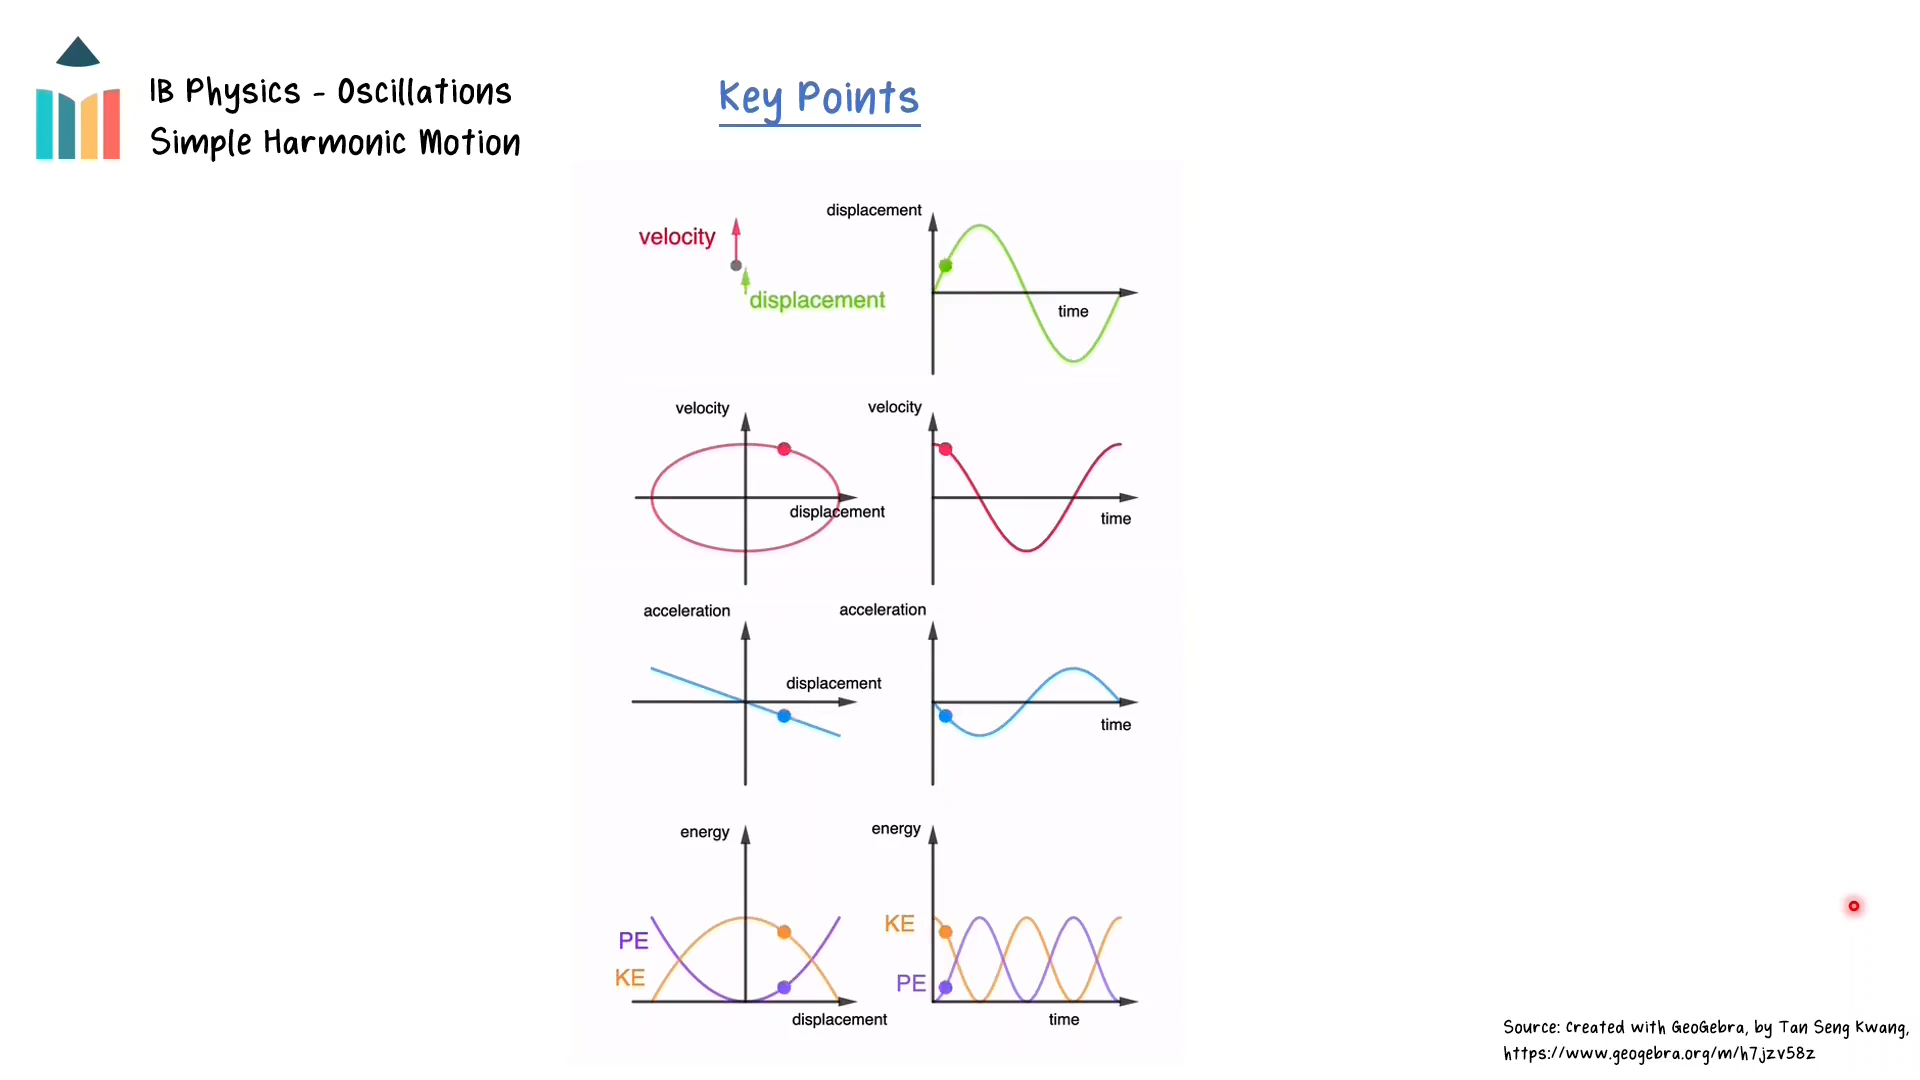 IB Physics - Oscillations
Simple Harmonic Motion
Key Points
velocity
displacement
displacement
time
velocity
displacement
velocity
time
acceleration
displacement
acceleration
time
energy
PE
KE
displacement
energy
KE
PE
time
Source: Created with GeoGebra, by Tan Seng Kwang,
https://www.geogebra.org/m/h7jzv58z